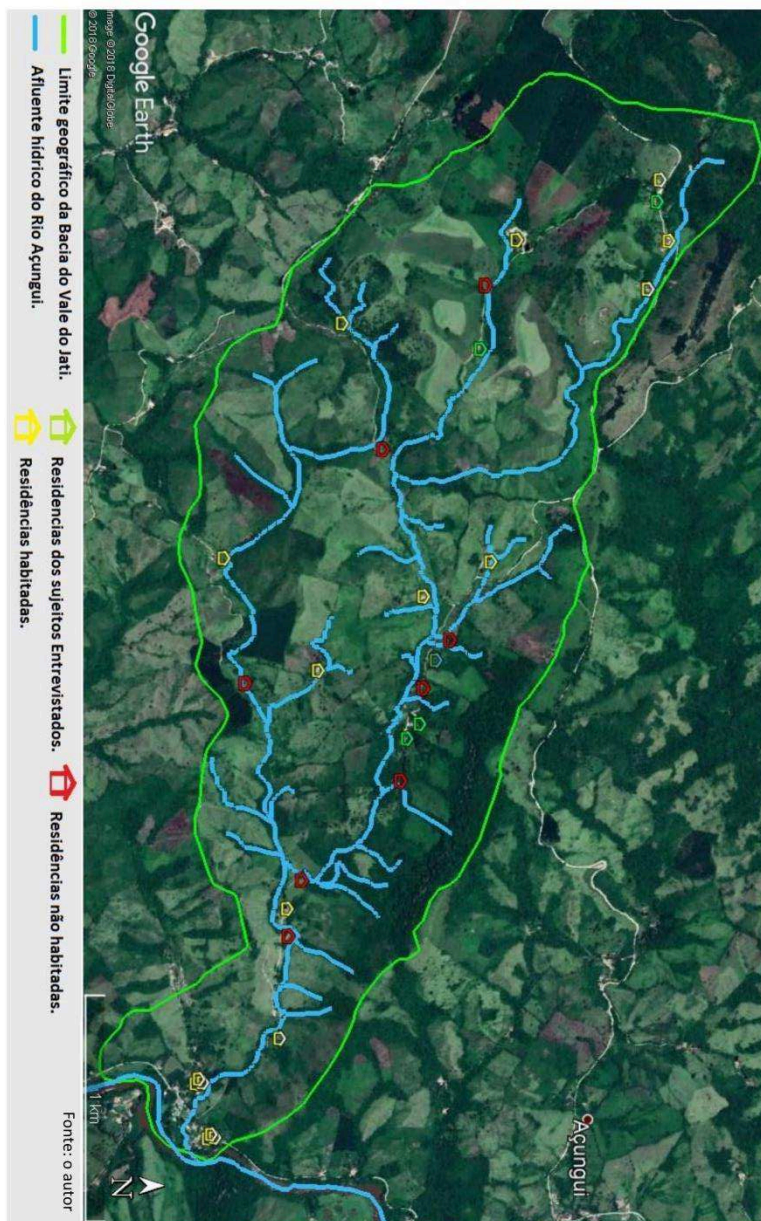 Açungui
Google Earth
Image © 2018 DigitalGlobe
© 2018 Google
1 km
N
Limite geográfico da Bacia do Vale do Jati.
Residencias dos sujeitos Entrevistados.
Residências não habitadas.
Fonte: o autor
Afluente hídrico do Rio Açungui.
Residências habitadas.